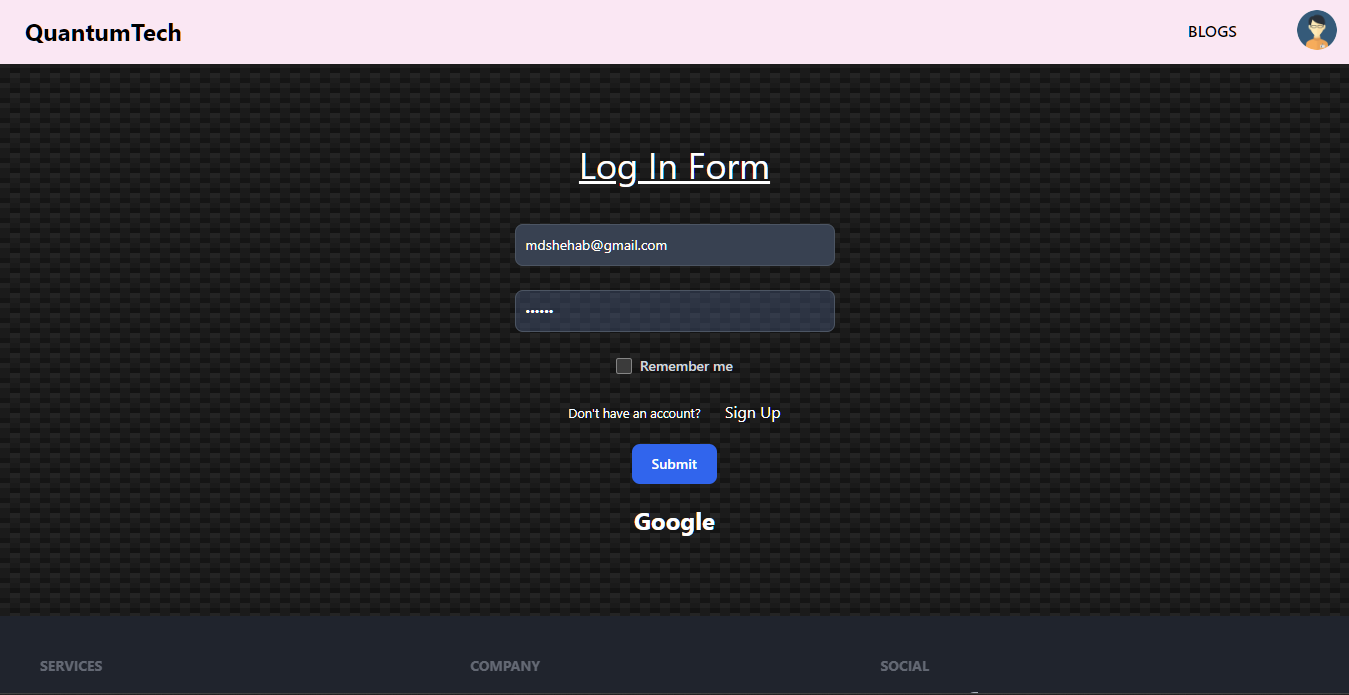 QuantumTech BLOGS
Log In Form
mdshehab@gmail.com
••••••
Remember me
Don't have an account? Sign Up
Submit
Google
SERVICES COMPANY SOCIAL